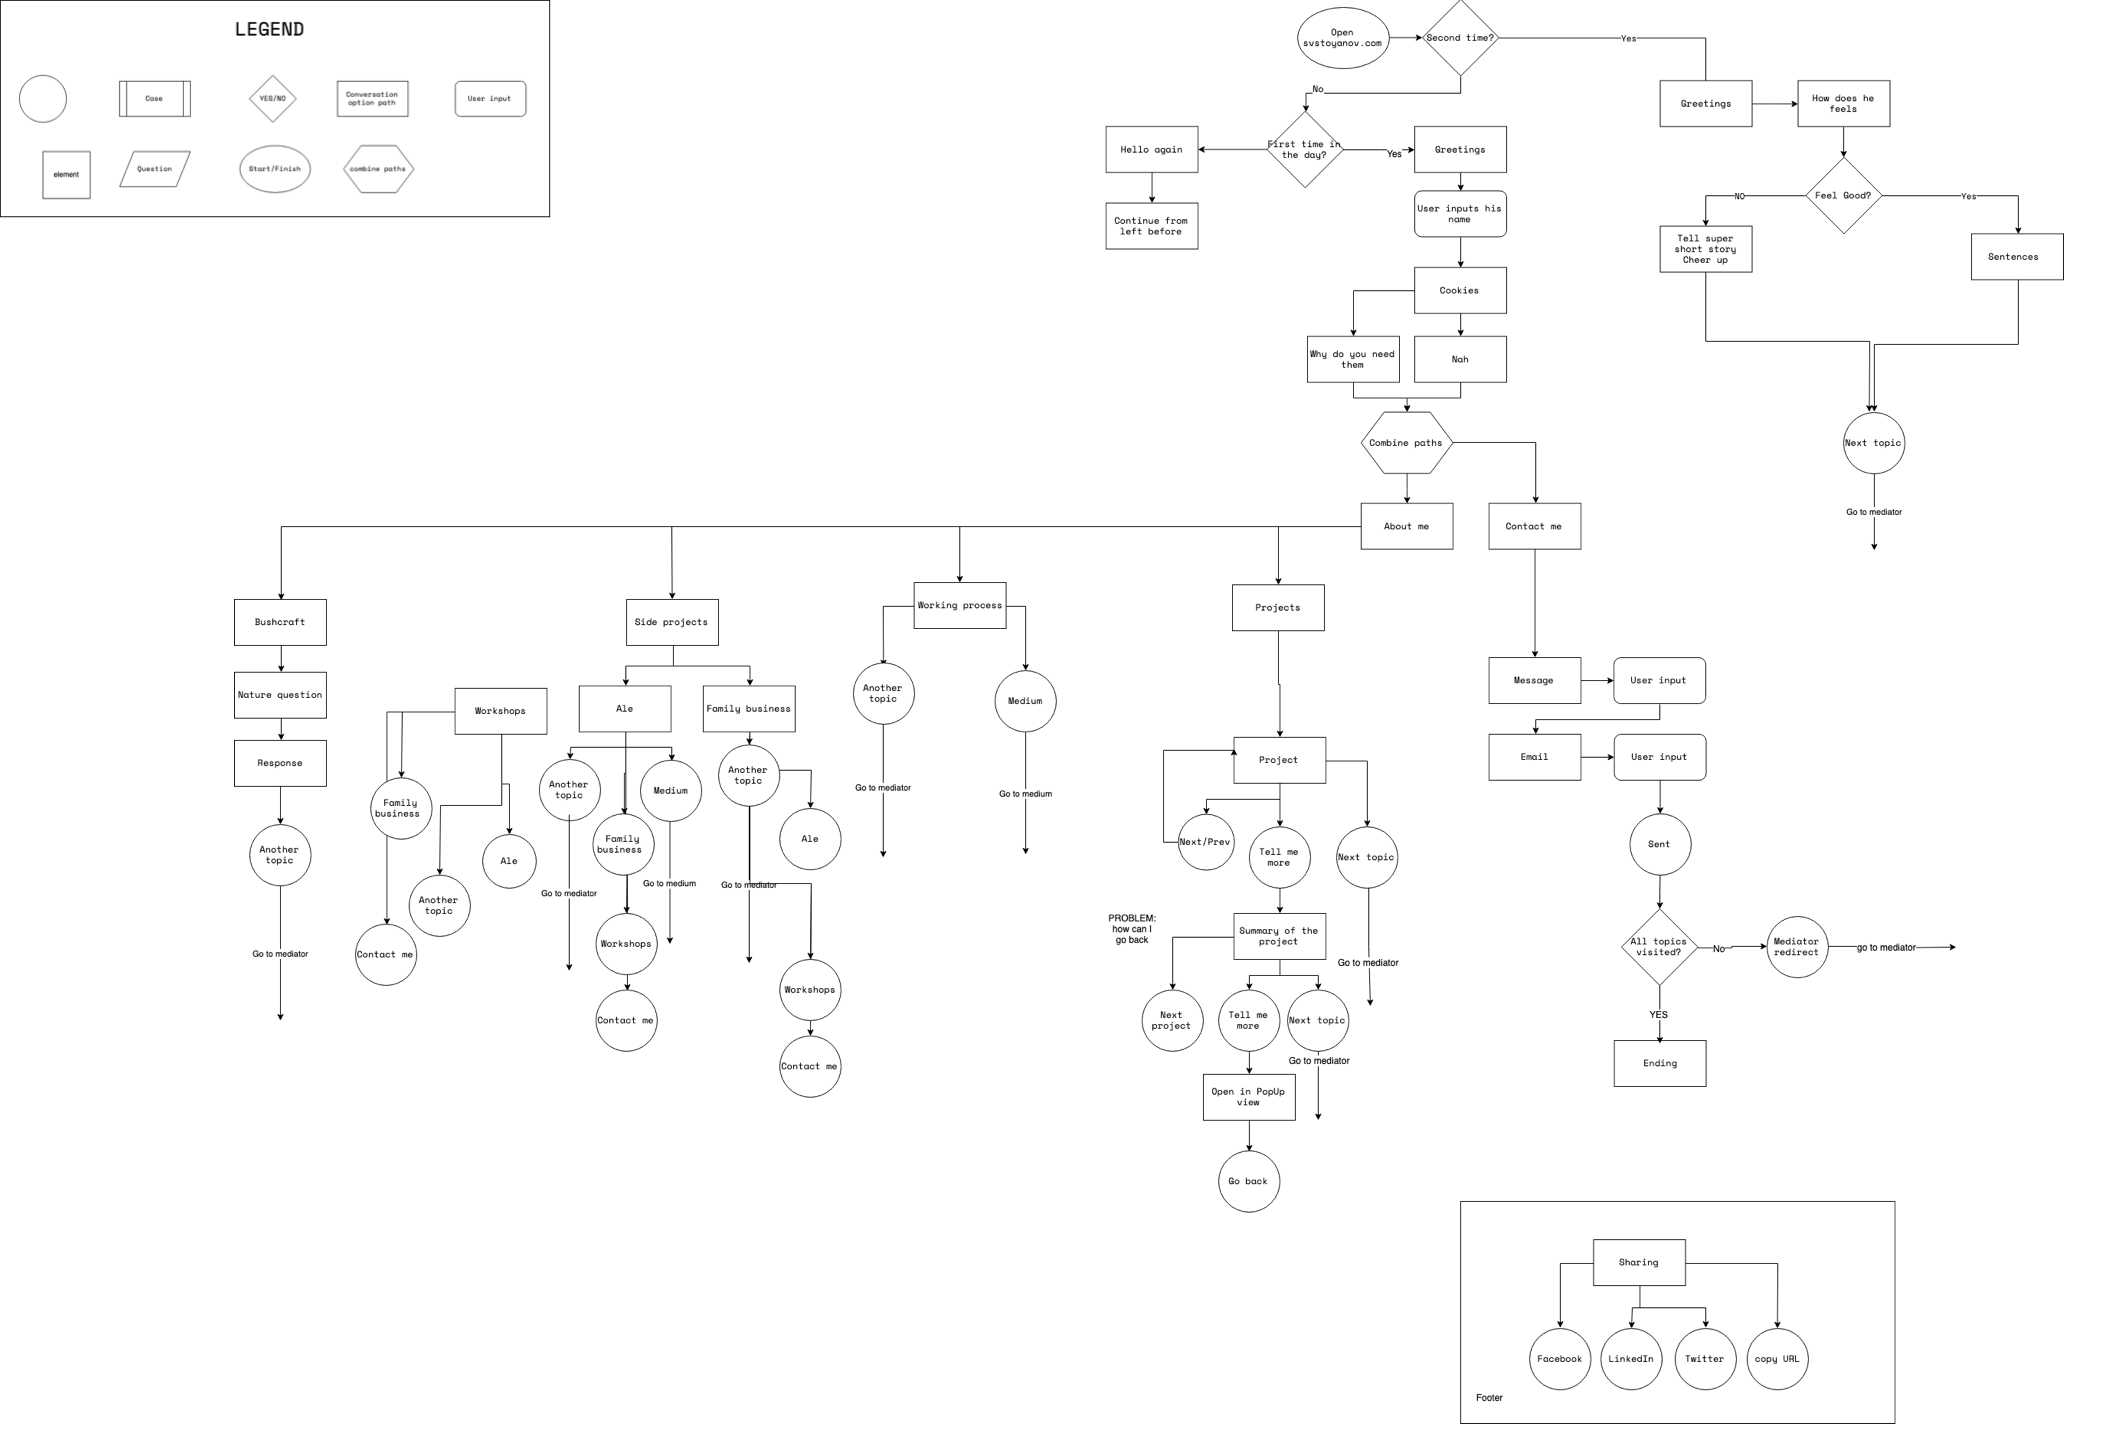 LEGEND
Case
YES/NO
Conversation
option path
User input
element
Question
Start/Finish
combine paths
Open
svstoyanov.com
Second time?
Yes
No
Greetings
How does he
feels
First time in
the day?
Yes
Hello again
Greetings
Continue from
left before
User inputs his
name
Feel Good?
NO
Yes
Tell super
short story
Cheer up
Sentences
Cookies
Why do you need
them
Nah
Combine paths
Next topic
Go to mediator
About me
Contact me
Bushcraft
Nature question
Response
Another
topic
Go to mediator
Workshops
Family
business
Another
topic
Ale
Contact me
Side projects
Ale
Family business
Another
topic
Medium
Family
business
Go to mediator
Go to medium
Workshops
Contact me
Another
topic
Ale
Go to mediator
Workshops
Contact me
Working process
Another
topic
Medium
Go to mediator
Go to medium
Projects
Project
Next/Prev
Tell me
more
Next topic
PROBLEM:
how can I
go back
Summary of the
project
Go to mediator
Next
project
Tell me
more
Next topic
Go to mediator
Open in PopUp
view
Go back
Message
User input
Email
User input
Sent
All topics
visited?
No
Mediator
redirect
go to mediator
YES
Ending
Sharing
Facebook
LinkedIn
Twitter
copy URL
Footer